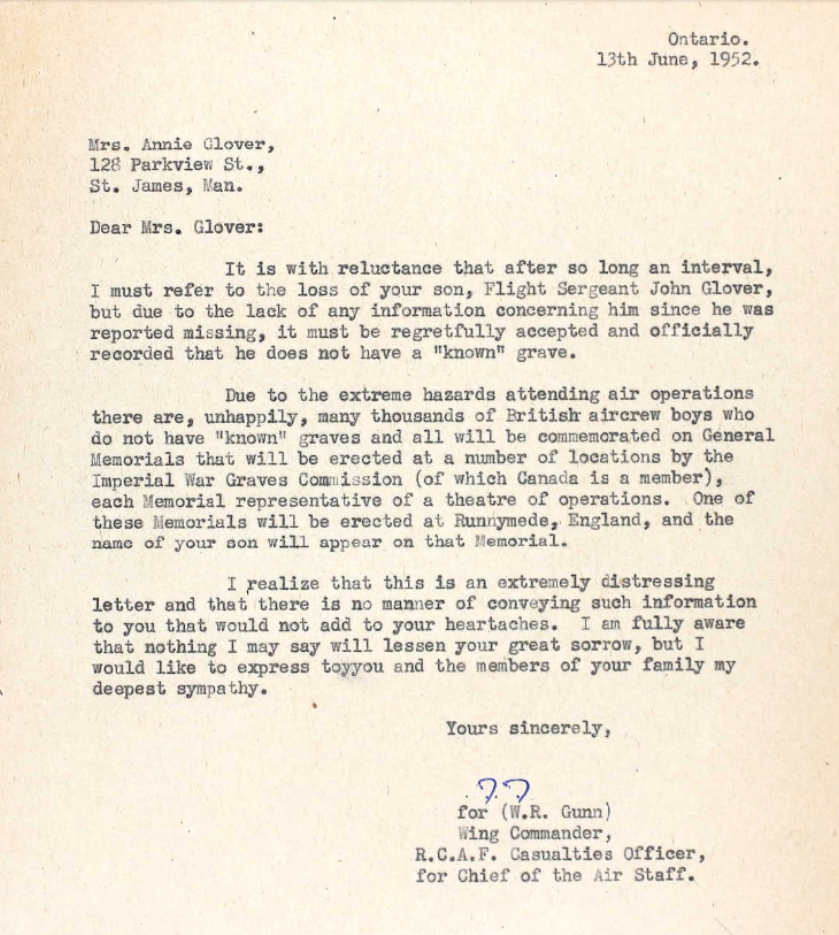 Ontario.
13th June, 1952.
Mrs. Annie Glover,
128 Parkview St.,
St. James, Man.
Dear Mrs. Glover:
It is with reluctance that after so long an interval,
I must refer to the loss of your son, Flight Sergeant John Glover,
but due to the lack of any information concerning him since he was
reported missing, it must be regretfully accepted and officially
recorded that he does not have a "known" grave.
Due to the extreme hazards attending air operations
there are, unhappily, many thousands of British aircrew boys who
do not have "known" graves and all will be commemorated on General
Memorials that will be erected at a number of locations by the
Imperial War Graves Commission (of which Canada is a member),
each Memorial representative of a theatre of operations. One of
these Memorials will be erected at Runnymede, England, and the
name of your son will appear on that Memorial.
I realize that this is an extremely distressing
letter and that there is no manner of conveying such information
to you that would not add to your heartaches. I am fully aware
that nothing I may say will lessen your great sorrow, but I
would like to express toyyou and the members of your family my
deepest sympathy.
Yours sincerely,
for (W.R. Gunn)
Wing Commander,
R.C.A.F. Casualties Officer,
for Chief of the Air Staff.